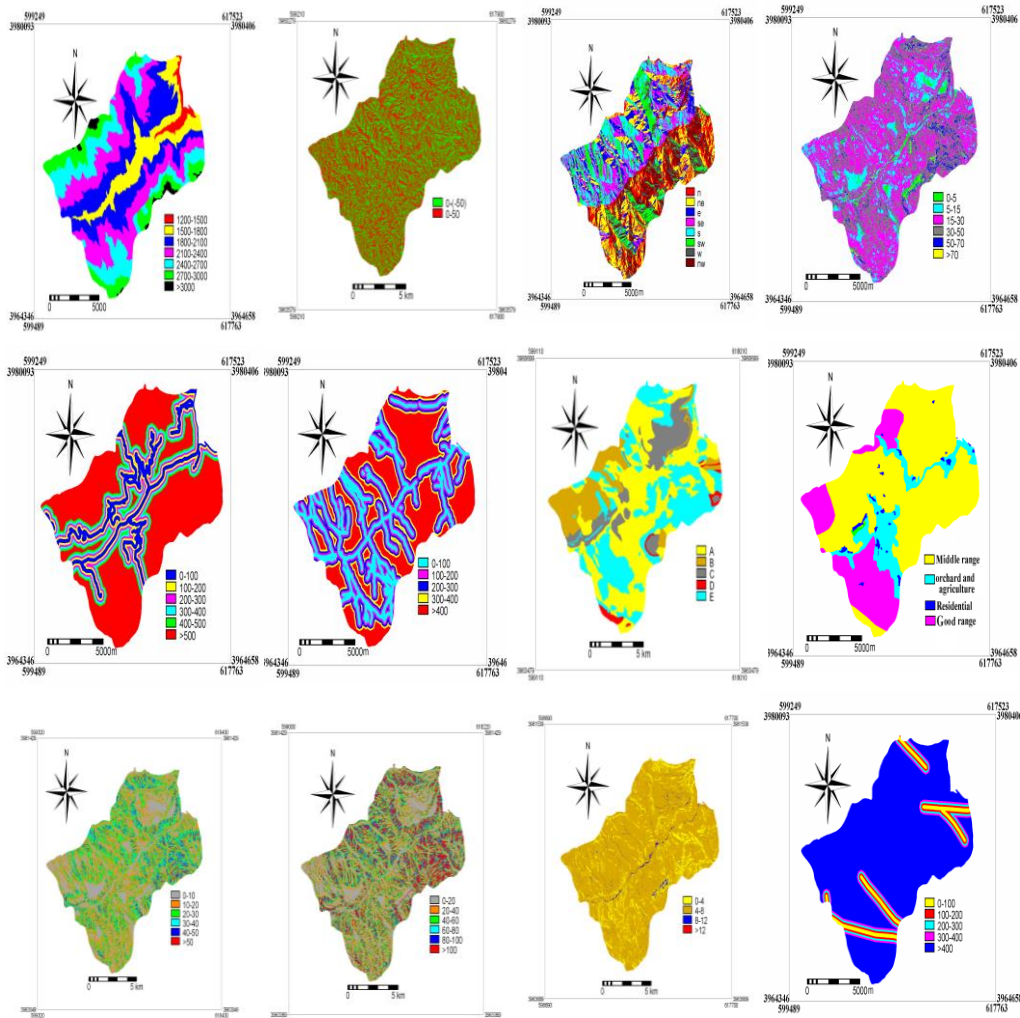 599249 617523
3980093 3980406
N
1200-1500
1500-1800
1800-2100
2100-2400
2400-2700
2700-3000
>3000
0 5000
3964346 3964658
599489 617763
N
0-(-50)
0-50
0 5 km
N
n
ne
e
se
s
sw
w
nw
0 5 km
599249 617523
3980093 3980406
N
0-5
5-15
15-30
30-50
50-70
>70
0 5000m
3964346 3964658
599489 617763
599249 617523
3980093 3980406
N
0-100
100-200
200-300
300-400
400-500
>500
0 5000m
3964346 3964658
599489 617763
599249 617523
3980093 39804
N
0-100
100-200
200-300
300-400
>400
0 5000m
3964346 39646
599489 617763
N
A
B
C
D
E
0 5 km
599249 617523
3980093 3980406
N
Middle range
orchard and
agriculture
Residential
Good range
0 5000m
3964346 3964658
599489 617763
N
0-10
10-20
20-30
30-40
40-50
>50
0 5 km
N
0-20
20-40
40-60
60-80
80-100
>100
0 5 km
N
0-4
4-8
8-12
>12
0 5 km
599249 617523
3980093 3980406
N
0-100
100-200
200-300
300-400
>400
0 5000m
3964346 3964658
599489 617763